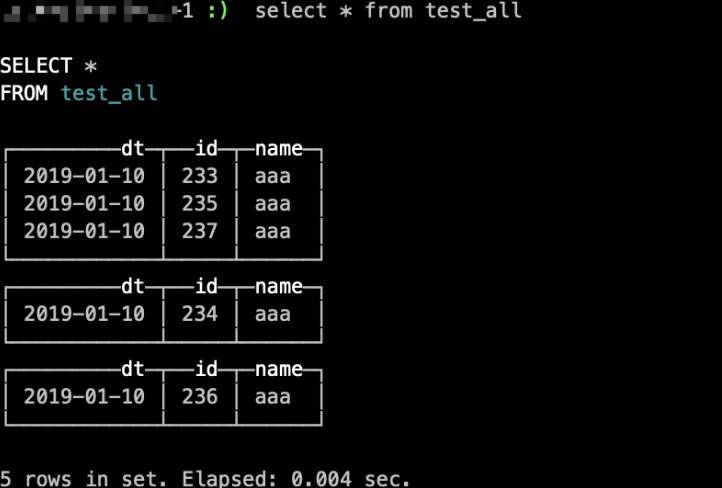 -1 :) select * from test_all
SELECT *
FROM test_all
dt id name
2019-01-10 233 aaa
2019-01-10 235 aaa
2019-01-10 237 aaa
dt id name
2019-01-10 234 aaa
dt id name
2019-01-10 236 aaa
5 rows in set. Elapsed: 0.004 sec.